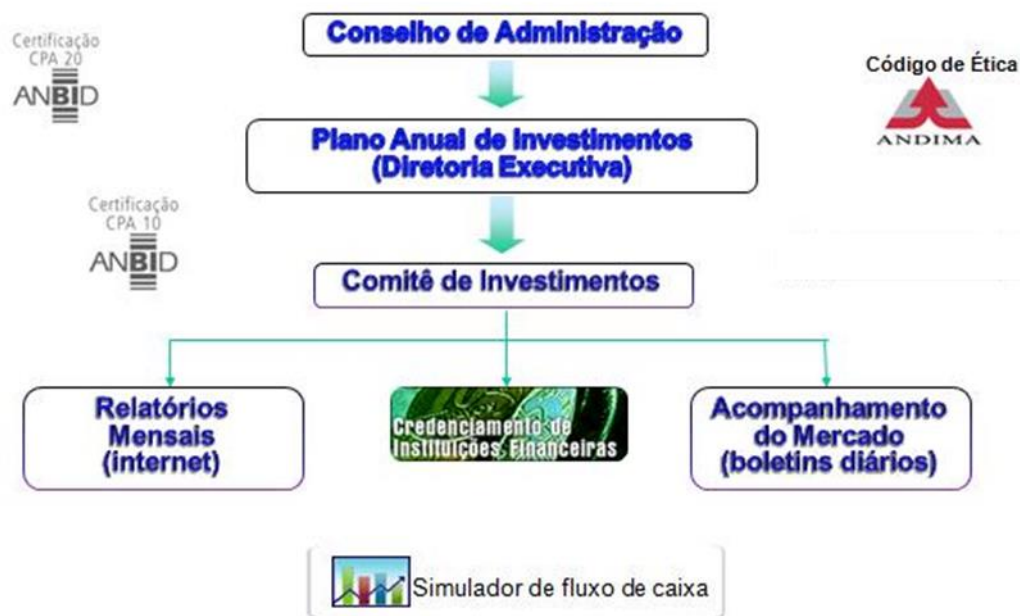 Conselho de Administração
Certificação
CPA 20
ANBID
Código de Ética
ANDIMA
Plano Anual de Investimentos
(Diretoria Executiva)
Certificação
CPA 10
ANBID
Comitê de Investimentos
Relatórios
Mensais
(internet)
Credenciamento de
Instituições Financeiras
Acompanhamento
do Mercado
(boletins diários)
Simulador de fluxo de caixa